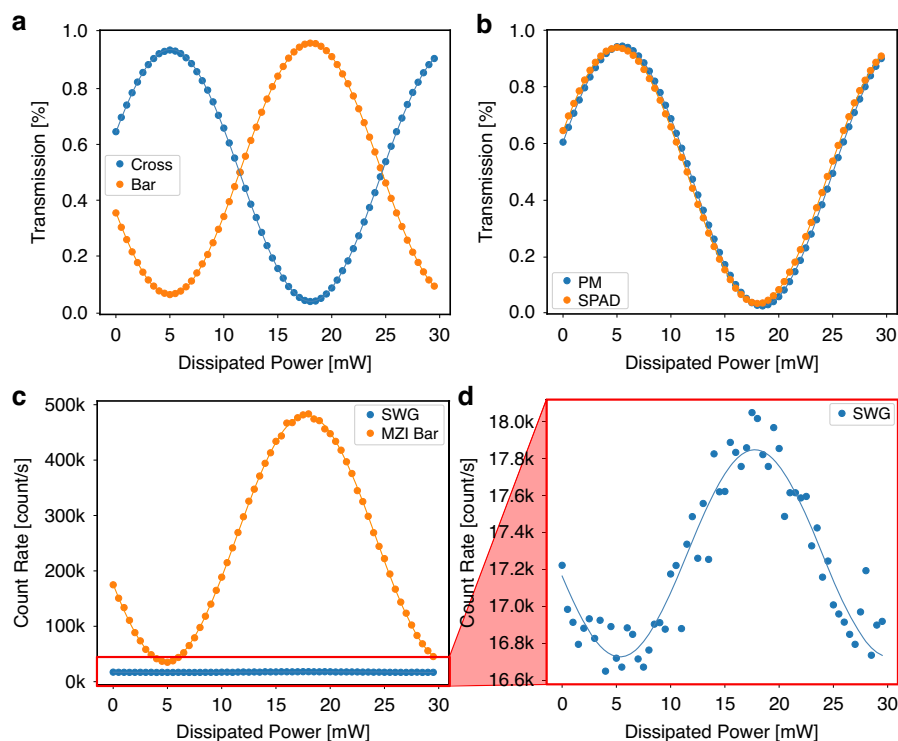 a
1.0
0.8
0.6
0.4
0.2
0.0
Transmission [%]
Cross
Bar
0 5 10 15 20 25 30
Dissipated Power [mW]
b
1.0
0.8
0.6
0.4
0.2
0.0
Transmission [%]
PM
SPAD
0 5 10 15 20 25 30
Dissipated Power [mW]
c
500k
400k
300k
200k
100k
0k
Count Rate [count/s]
SWG
MZI Bar
0 5 10 15 20 25 30
Dissipated Power [mW]
d
18.0k
17.8k
17.6k
17.4k
17.2k
17.0k
16.8k
16.6k
Count Rate [count/s]
SWG
0 5 10 15 20 25 30
Dissipated Power [mW]